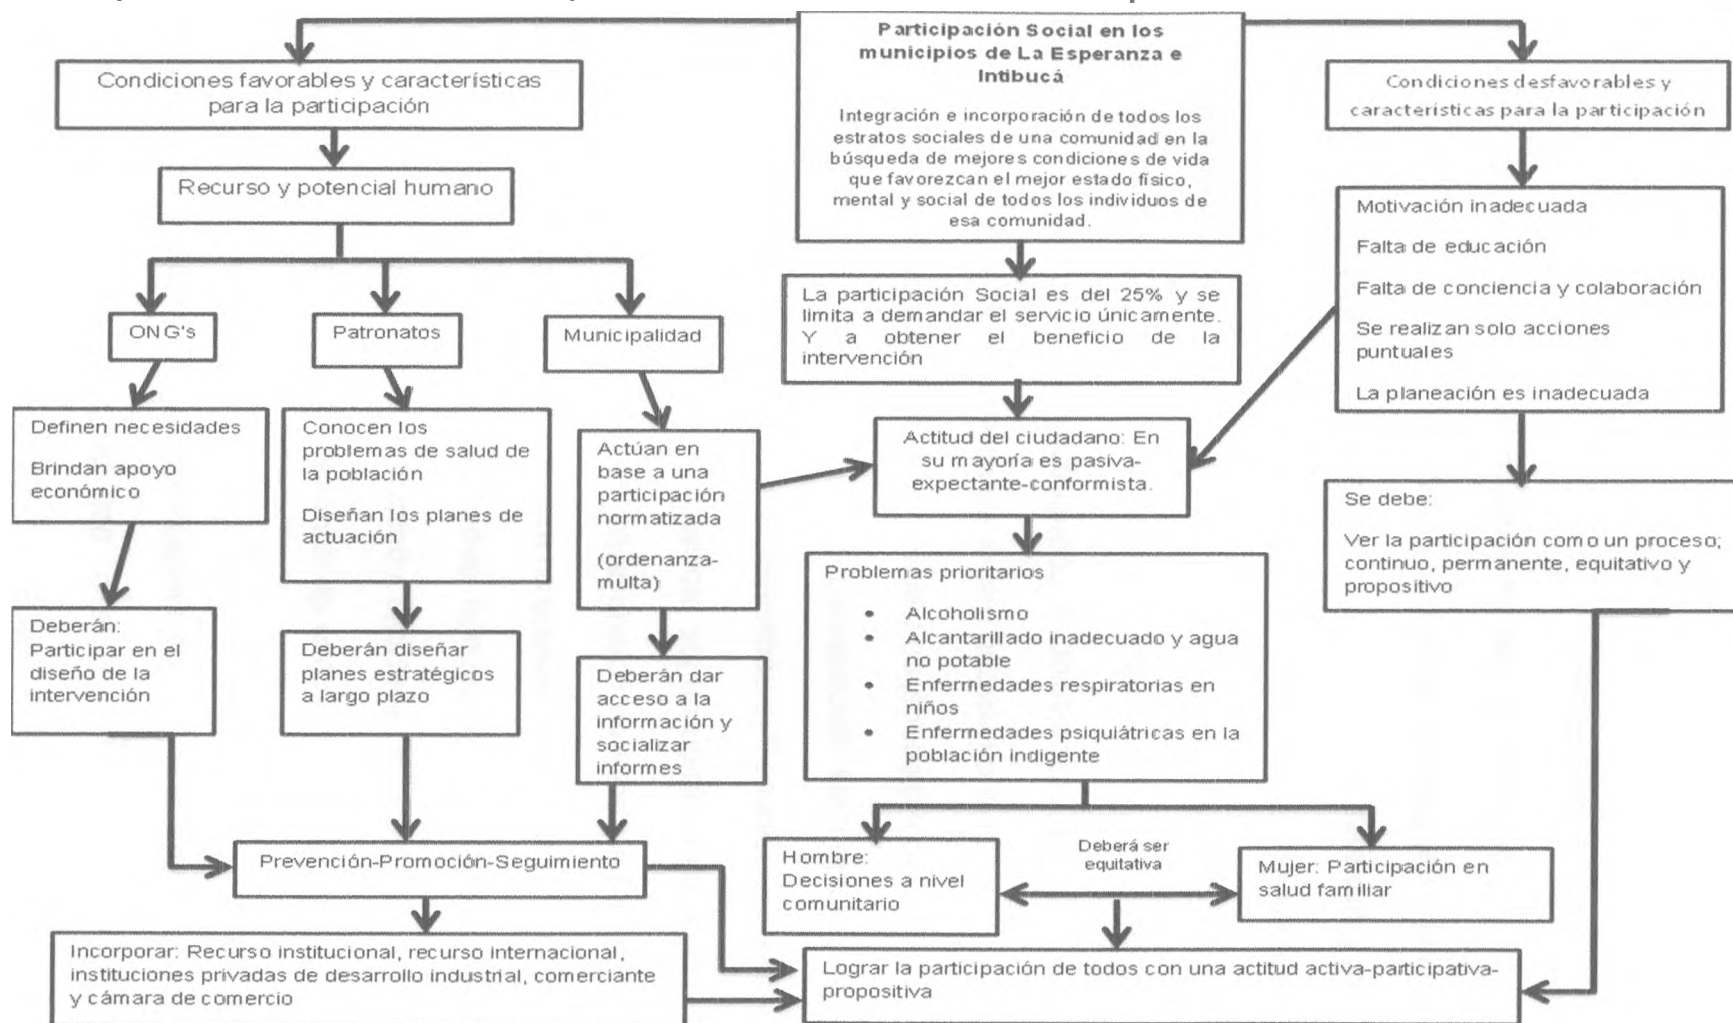 Participación Social en los
municipios de La Esperanza e
Intibucá
Integración e incorporación de todos los
estratos sociales de una comunidad en la
búsqueda de mejores condiciones de vida
que favorezcan el mejor estado físico,
mental y social de todos los individuos de
esa comunidad.
Condiciones favorables y características
para la participación
Recurso y potencial humano
ONG's
Patronatos
Municipalidad
Definen necesidades
Brindan apoyo
económico
Conocen los
problemas de salud de
la población
Diseñan los planes de
actuación
Actúan en
base a una
participación
normatizada
(ordenanza-
multa)
Deberán:
Participar en el
diseño de la
intervención
Deberán diseñar
planes estratégicos
a largo plazo
Deberán dar
acceso a la
información y
socializar
informes
Prevención-Promoción-Seguimiento
Incorporar: Recurso institucional, recurso internacional,
instituciones privadas de desarrollo industrial, comerciante
y cámara de comercio
La participación Social es del 25% y se
limita a demandar el servicio únicamente.
Y a obtener el beneficio de la
intervención
Actitud del ciudadano: En
su mayoría es pasiva-
expectante-conformista.
Problemas prioritarios
• Alcoholismo
• Alcantarillado inadecuado y agua
no potable
• Enfermedades respiratorias en
niños
• Enfermedades psiquiátricas en la
población indigente
Hombre:
Decisiones a nivel
comunitario
Deberá ser
equitativa
Mujer: Participación en
salud familiar
Lograr la participación de todos con una actitud activa-participativa-
propositiva
Condiciones desfavorables y
características para la participación
Motivación inadecuada
Falta de educación
Falta de conciencia y colaboración
Se realizan solo acciones
puntuales
La planeación es inadecuada
Se debe:
Ver la participación como un proceso;
continuo, permanente, equitativo y
propositivo